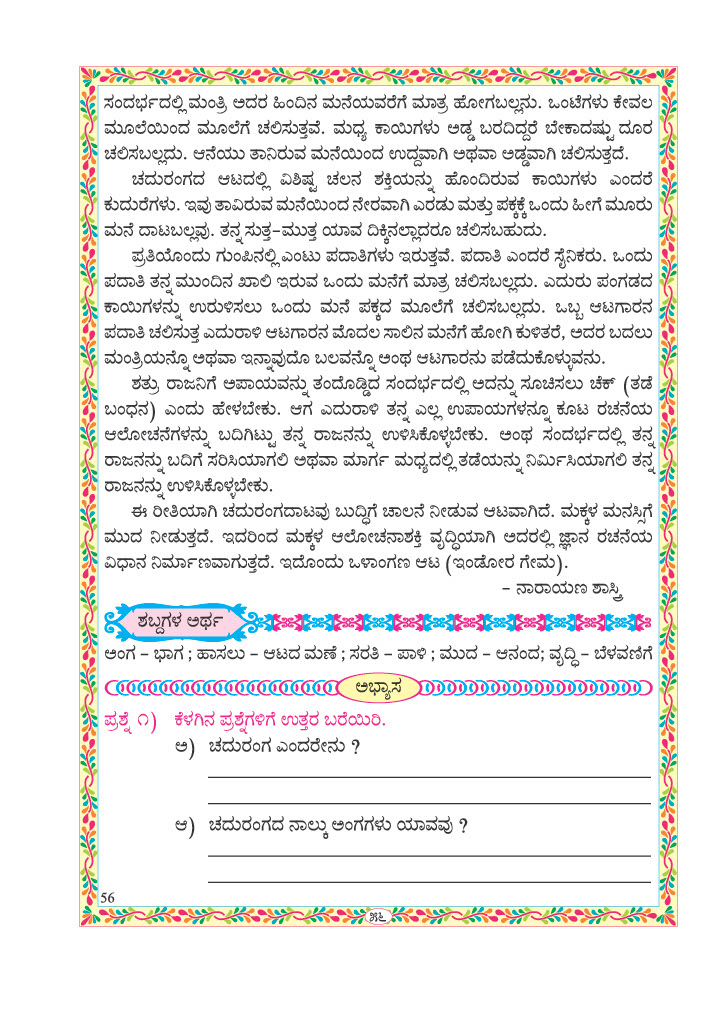 ಸಂದರ್ಭದಲ್ಲಿ ಮಂತ್ರಿ ಆದರ ಹಿಂದಿನ ಮನೆಯವರೆಗೆ ಮಾತ್ರ ಹೋಗಬಲ್ಲನು. ಒಂಟೆಗಳು ಕೇವಲ
ಮೂಲೆಯಿಂದ ಮೂಲೆಗೆ ಚಲಿಸುತ್ತವೆ. ಮಧ್ಯ ಕಾಯಿಗಳು ಅಡ್ಡ ಬರದಿದ್ದರೆ ಬೇಕಾದಷ್ಟು ದೂರ
ಚಲಿಸಬಲ್ಲದು. ಆನೆಯು ತಾನಿರುವ ಮನೆಯಿಂದ ಉದ್ದವಾಗಿ ಅಥವಾ ಅಡ್ಡವಾಗಿ ಚಲಿಸುತ್ತದೆ.
ಚದುರಂಗದ ಆಟದಲ್ಲಿ ವಿಶಿಷ್ಟ ಚಲನ ಶಕ್ತಿಯನ್ನು ಹೊಂದಿರುವ ಕಾಯಿಗಳು ಎಂದರೆ
ಕುದುರೆಗಳು. ಇವು ತಾವಿರುವ ಮನೆಯಿಂದ ನೇರವಾಗಿ ಎರಡು ಮತ್ತು ಪಕ್ಕಕ್ಕೆ ಒಂದು ಹೀಗೆ ಮೂರು
ಮನೆ ದಾಟಬಲ್ಲವು. ತನ್ನ ಸುತ್ತ-ಮುತ್ತ ಯಾವ ದಿಕ್ಕಿನಲ್ಲಾದರೂ ಚಲಿಸಬಹುದು.
ಪ್ರತಿಯೊಂದು ಗುಂಪಿನಲ್ಲಿ ಎಂಟು ಪದಾತಿಗಳು ಇರುತ್ತವೆ. ಪದಾತಿ ಎಂದರೆ ಸೈನಿಕರು. ಒಂದು
ಪದಾತಿ ತನ್ನ ಮುಂದಿನ ಖಾಲಿ ಇರುವ ಒಂದು ಮನೆಗೆ ಮಾತ್ರ ಚಲಿಸಬಲ್ಲದು. ಎದುರು ಪಂಗಡದ
ಕಾಯಿಗಳನ್ನು ಉರುಳಿಸಲು ಒಂದು ಮನೆ ಪಕ್ಕದ ಮೂಲೆಗೆ ಚಲಿಸಬಲ್ಲದು. ಒಬ್ಬ ಆಟಗಾರನ
ಪದಾತಿ ಚಲಿಸುತ್ತ ಎದುರಾಳಿ ಆಟಗಾರನ ಮೊದಲ ಸಾಲಿನ ಮನೆಗೆ ಹೋಗಿ ಕುಳಿತರೆ, ಅದರ ಬದಲು
ಮಂತ್ರಿಯನ್ನೊ ಅಥವಾ ಇನ್ನಾವುದೊ ಬಲವನ್ನೊ ಅಂಥ ಆಟಗಾರನು ಪಡೆದುಕೊಳ್ಳುವನು.
ಶತ್ರು ರಾಜನಿಗೆ ಅಪಾಯವನ್ನು ತಂದೊಡ್ಡಿದ ಸಂದರ್ಭದಲ್ಲಿ ಅದನ್ನು ಸೂಚಿಸಲು ಚೆಕ್ (ತಡೆ
ಬಂಧನ) ಎಂದು ಹೇಳಬೇಕು. ಆಗ ಎದುರಾಳಿ ತನ್ನ ಎಲ್ಲ ಉಪಾಯಗಳನ್ನೂ ಕೂಟ ರಚನೆಯ
ಆಲೋಚನೆಗಳನ್ನು ಬದಿಗಿಟ್ಟು ತನ್ನ ರಾಜನನ್ನು ಉಳಿಸಿಕೊಳ್ಳಬೇಕು. ಅಂಥ ಸಂದರ್ಭದಲ್ಲಿ ತನ್ನ
ರಾಜನನ್ನು ಬದಿಗೆ ಸರಿಸಿಯಾಗಲಿ ಅಥವಾ ಮಾರ್ಗ ಮಧ್ಯದಲ್ಲಿ ತಡೆಯನ್ನು ನಿರ್ಮಿಸಿಯಾಗಲಿ ತನ್ನ
ರಾಜನನ್ನು ಉಳಿಸಿಕೊಳ್ಳಬೇಕು.
ಈ ರೀತಿಯಾಗಿ ಚದುರಂಗದಾಟವು ಬುದ್ಧಿಗೆ ಚಾಲನೆ ನೀಡುವ ಆಟವಾಗಿದೆ. ಮಕ್ಕಳ ಮನಸ್ಸಿಗೆ
ಮುದ ನೀಡುತ್ತದೆ. ಇದರಿಂದ ಮಕ್ಕಳ ಆಲೋಚನಾಶಕ್ತಿ ವೃದ್ಧಿಯಾಗಿ ಅದರಲ್ಲಿ ಜ್ಞಾನ ರಚನೆಯ
ವಿಧಾನ ನಿರ್ಮಾಣವಾಗುತ್ತದೆ. ಇದೊಂದು ಒಳಾಂಗಣ ಆಟ (ಇಂಡೋರ ಗೇಮ).
– ನಾರಾಯಣ ಶಾಸ್ತ್ರಿ
ಶಬ್ದಗಳ ಅರ್ಥ
ಅಂಗ – ಭಾಗ ; ಹಾಸಲು – ಆಟದ ಮಣೆ ; ಸರತಿ – ಪಾಳಿ ; ಮುದ – ಆನಂದ; ವೃದ್ಧಿ – ಬೆಳವಣಿಗೆ
ಅಭ್ಯಾಸ
ಪ್ರಶ್ನೆ ೧) ಕೆಳಗಿನ ಪ್ರಶ್ನೆಗಳಿಗೆ ಉತ್ತರ ಬರೆಯಿರಿ.
ಅ) ಚದುರಂಗ ಎಂದರೇನು ?
ಆ) ಚದುರಂಗದ ನಾಲ್ಕು ಅಂಗಗಳು ಯಾವವು ?
56
೫೬